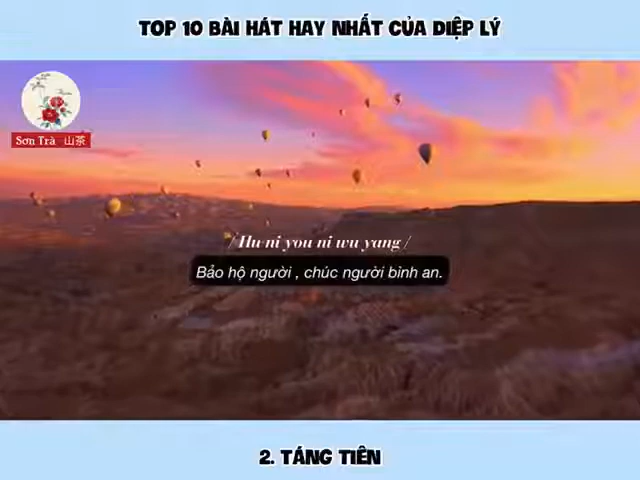 TOP 10 BÀI HÁT HAY NHẤT CỦA DIỆP LÝ
Sơn Trà - 山茶
/ Hu ni you ni wu yang /
Bảo hộ người , chúc người bình an.
2. TÁNG TIÊN